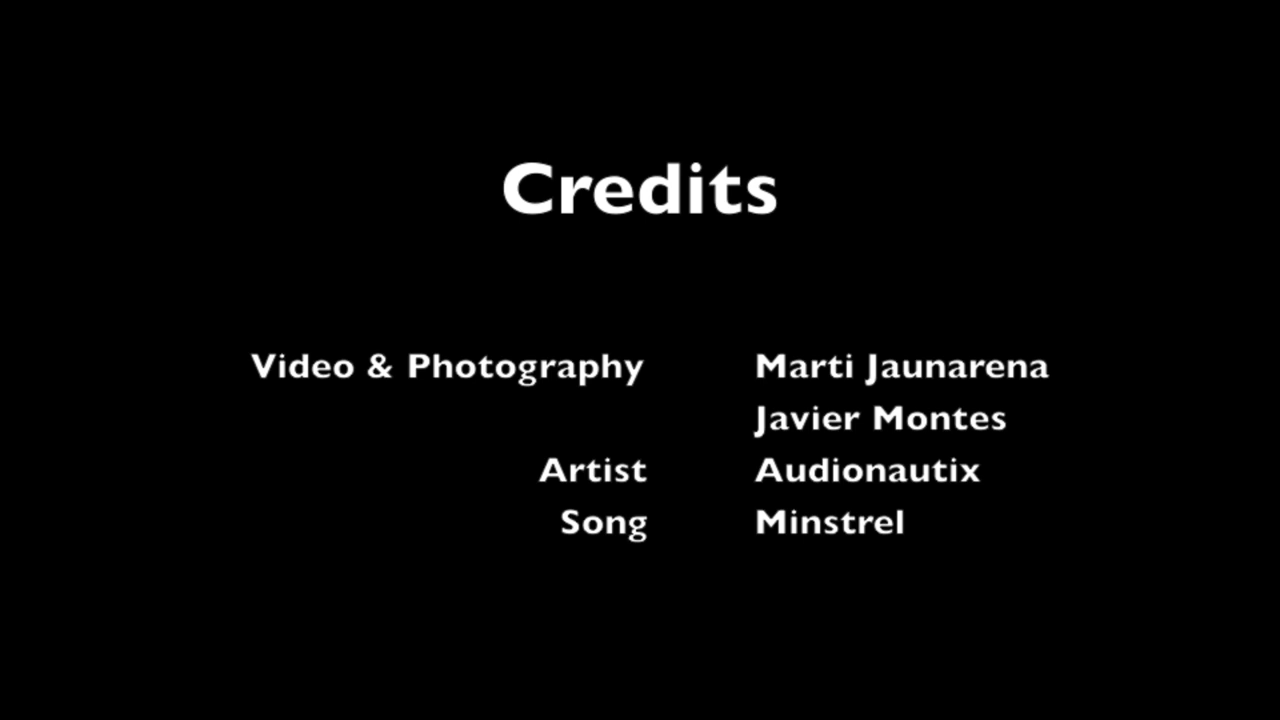 Credits
Video & Photography Marti Jaunarena
Javier Montes
Artist Audionautix
Song Minstrel